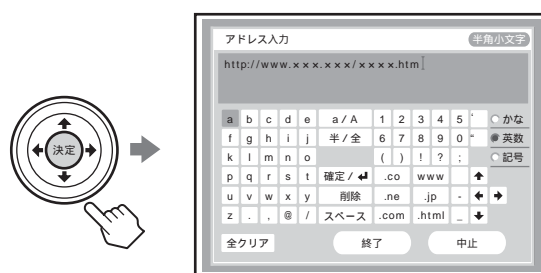 アドレス入力 半角小文字
http://www.×××.×××/××××.htm
決定
a b c d e a/A 1 2 3 4 5 ‘ かな
f g h i j 半/全 6 7 8 9 0 “ 英数
k l m n o ( ) ! ? ; 記号
p q r s t 確定/↵ .co www ↑
u v w x y 削除 .ne .jp - ← →
z . , @ / スペース .com .html _ ↓
全クリア 終了 中止